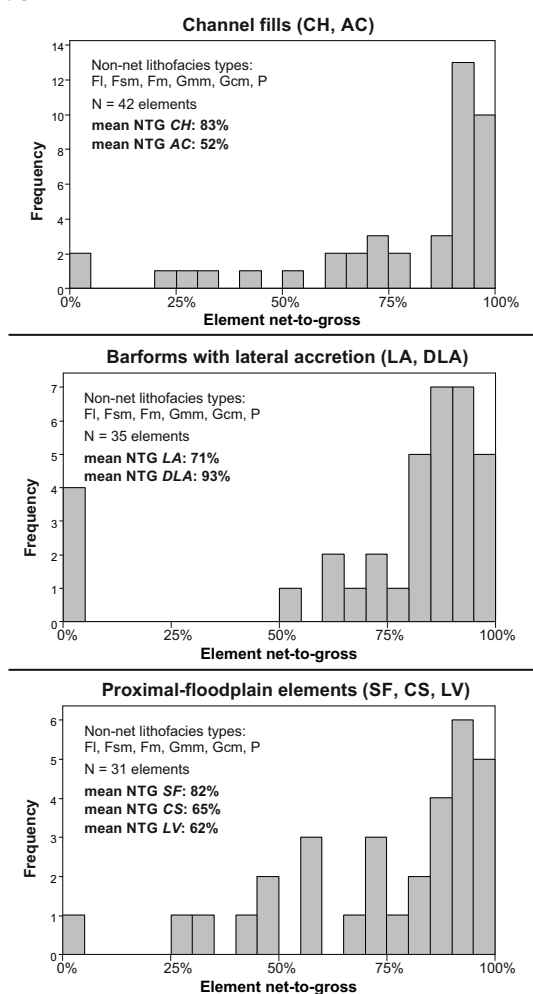 Channel fills (CH, AC)
14
12
10
8
6
4
2
0
Frequency
Non-net lithofacies types:
Fl, Fsm, Fm, Gmm, Gcm, P
N = 42 elements
mean NTG CH: 83%
mean NTG AC: 52%
0% 25% 50% 75% 100%
Element net-to-gross
Barforms with lateral accretion (LA, DLA)
7
6
5
4
3
2
1
0
Frequency
Non-net lithofacies types:
Fl, Fsm, Fm, Gmm, Gcm, P
N = 35 elements
mean NTG LA: 71%
mean NTG DLA: 93%
0% 25% 50% 75% 100%
Element net-to-gross
Proximal-floodplain elements (SF, CS, LV)
6
5
4
3
2
1
0
Frequency
Non-net lithofacies types:
Fl, Fsm, Fm, Gmm, Gcm, P
N = 31 elements
mean NTG SF: 82%
mean NTG CS: 65%
mean NTG LV: 62%
0% 25% 50% 75% 100%
Element net-to-gross